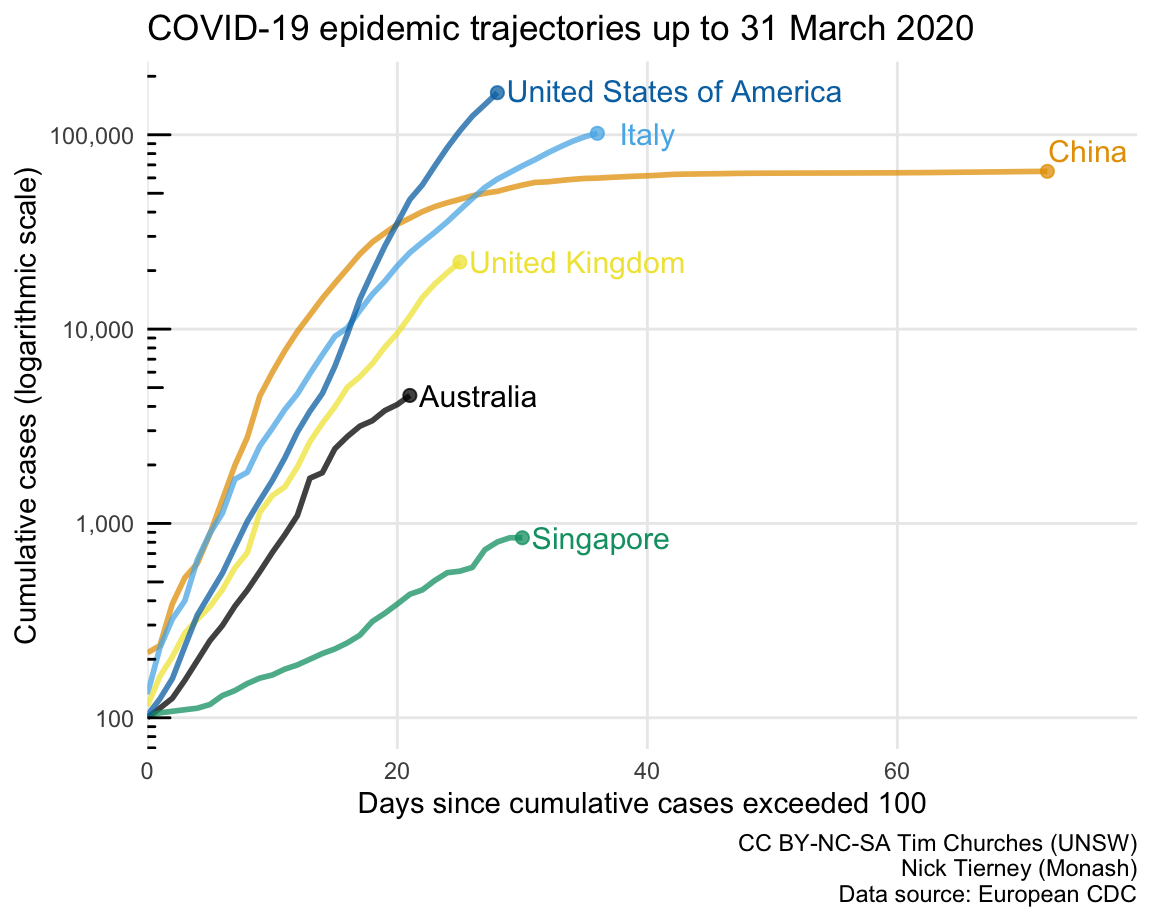 COVID-19 epidemic trajectories up to 31 March 2020
United States of America
100,000
Italy
China
United Kingdom
10,000
Australia
1,000
Singapore
100
Cumulative cases (logarithmic scale)
0 20 40 60
Days since cumulative cases exceeded 100
CC BY-NC-SA Tim Churches (UNSW)
Nick Tierney (Monash)
Data source: European CDC